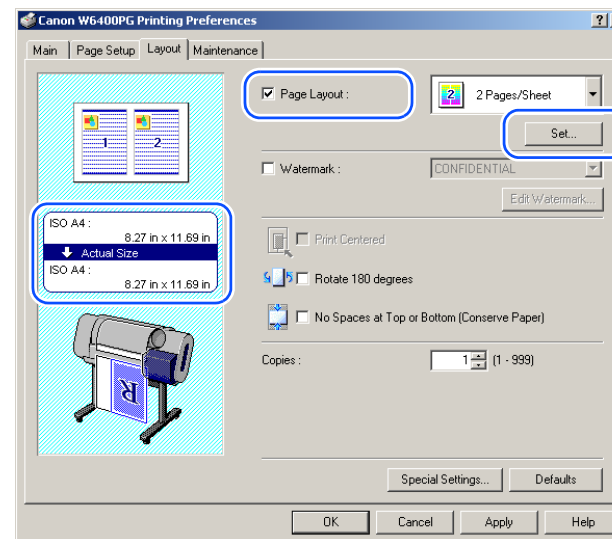 Canon W6400PG Printing Preferences
?
Main Page Setup Layout Maintenance
1 2
Page Layout :
2 2 Pages/Sheet
Set...
Watermark :
CONFIDENTIAL
Edit Watermark...
ISO A4 :
8.27 in x 11.69 in
Actual Size
ISO A4 :
8.27 in x 11.69 in
Print Centered
Rotate 180 degrees
No Spaces at Top or Bottom (Conserve Paper)
Copies :
1 (1 - 999)
R
Special Settings... Defaults
OK Cancel Apply Help